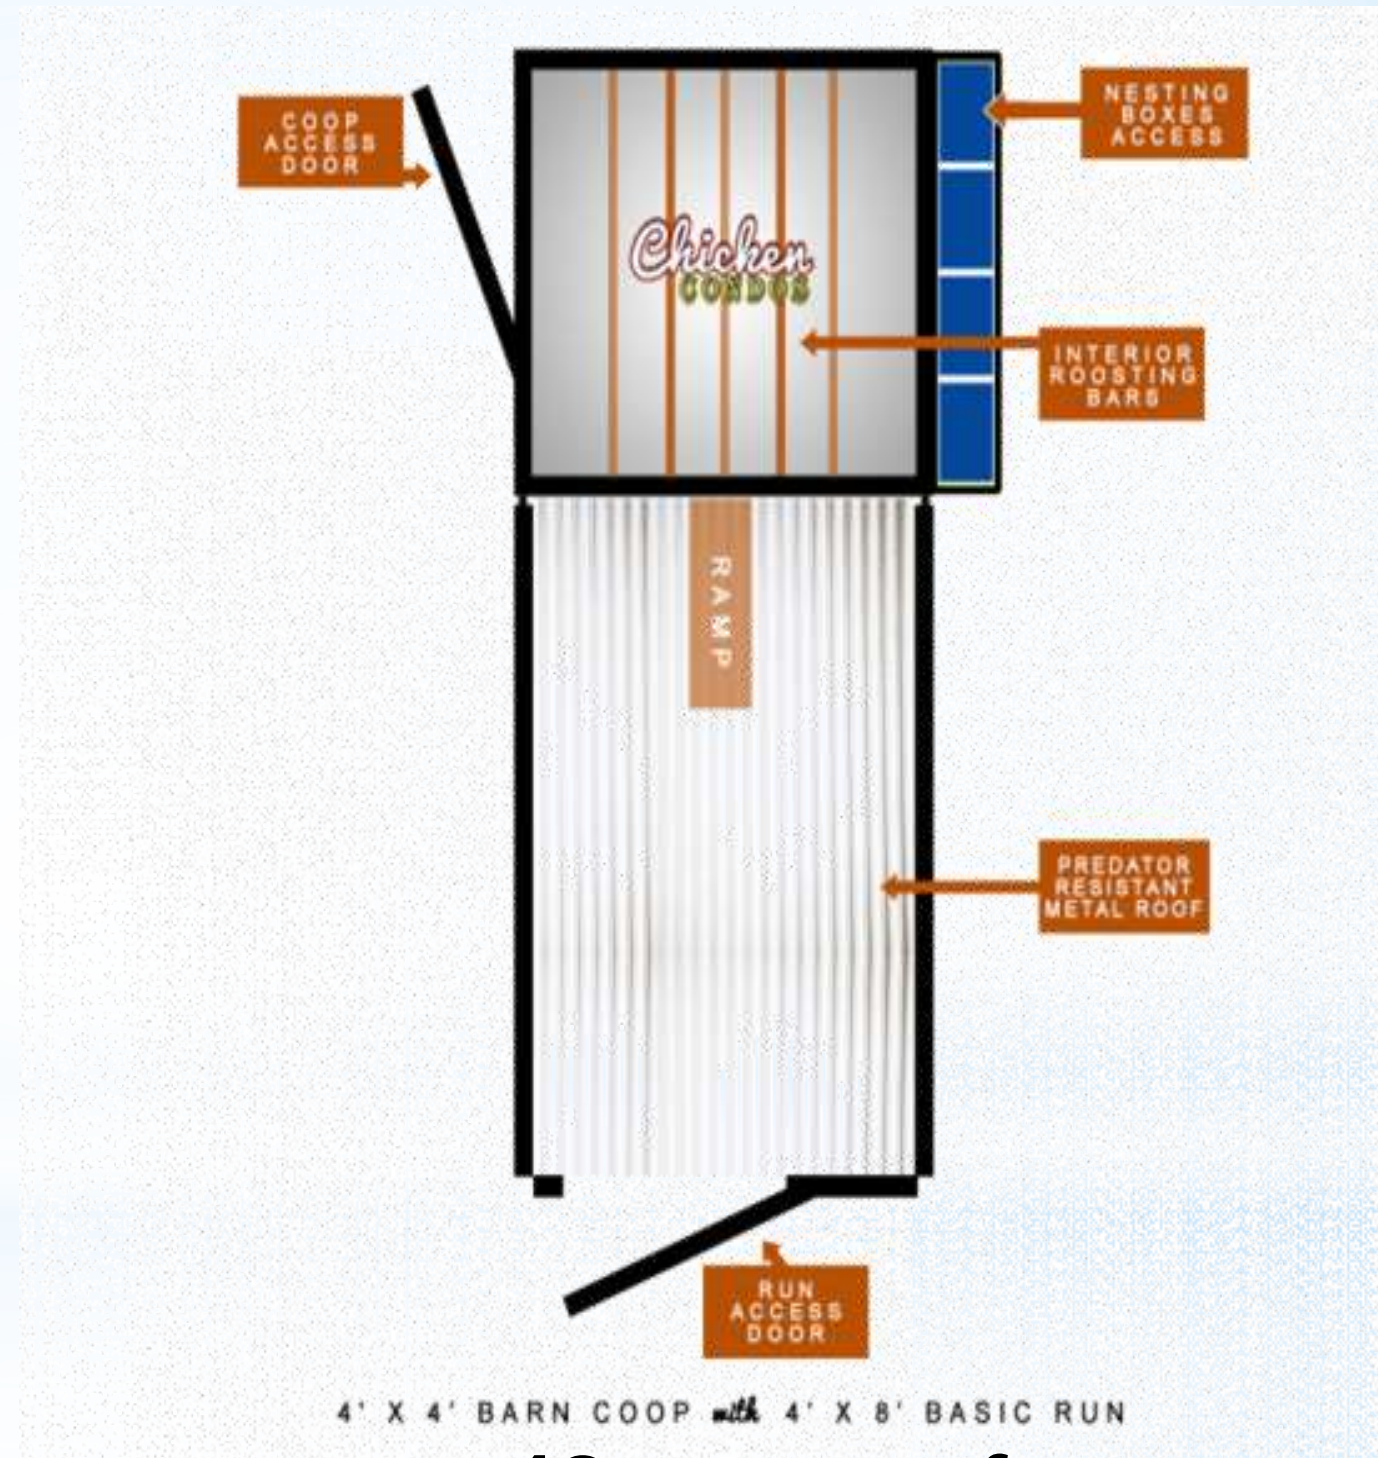 COOP
ACCESS
DOOR
NESTING
BOXES
ACCESS
Chicken
CONDOS
INTERIOR
ROOSTING
BARS
RAMP
PREDATOR
RESISTANT
METAL ROOF
RUN
ACCESS
DOOR
4' X 4' BARN COOP with 4' X 8' BASIC RUN